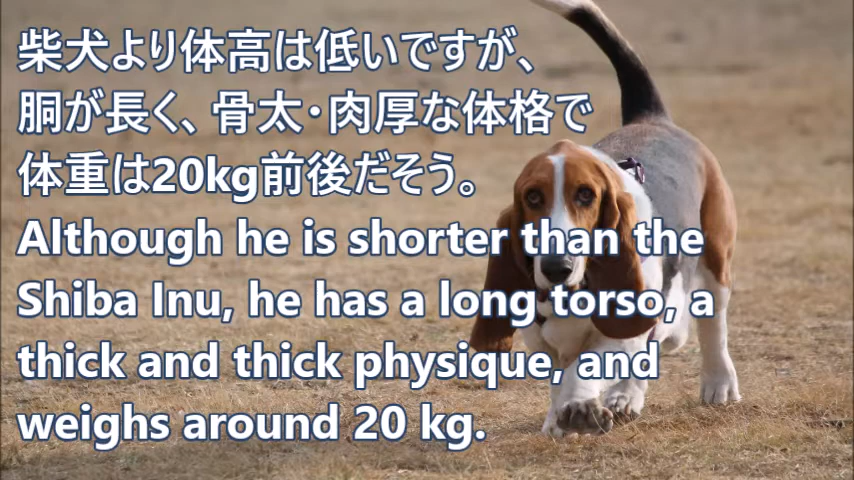 柴犬より体高は低いですが、
胴が長く、骨太・肉厚な体格で
体重は20kg前後だそう。
Although he is shorter than the
Shiba Inu, he has a long torso, a
thick and thick physique, and
weighs around 20 kg.